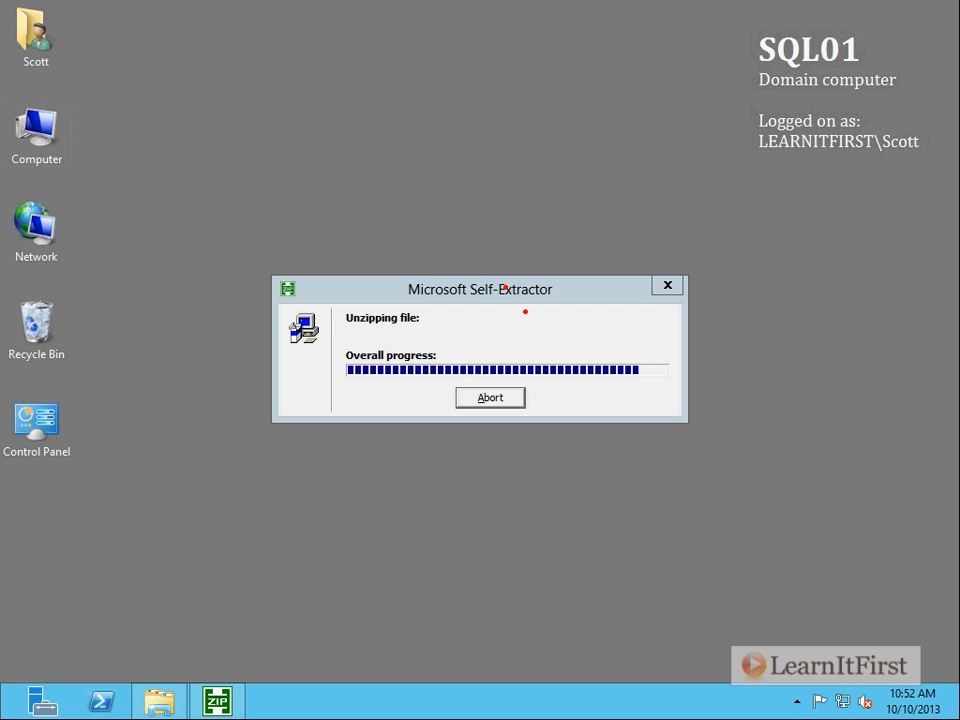 Scott
Computer
Network
Recycle Bin
Control Panel
SQL01
Domain computer
Logged on as:
LEARNITFIRST\Scott
Microsoft Self-Extractor
x
Unzipping file:
Overall progress:
Abort
LearnItFirst
ZIP
10:52 AM
10/10/2013